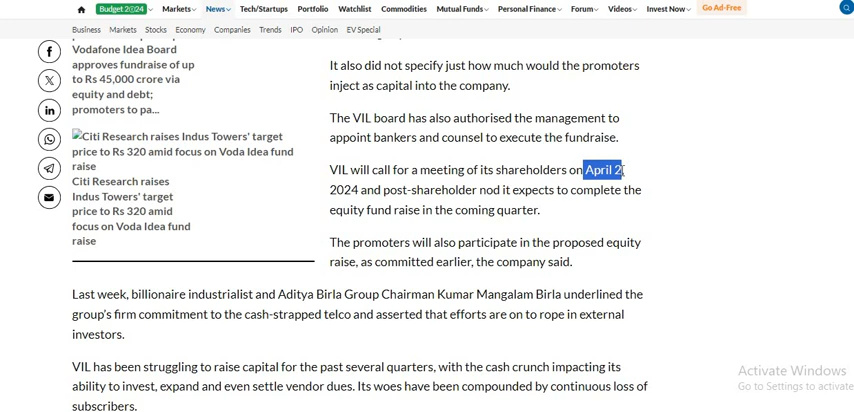 Budget 2024 Markets News Tech/Startups Portfolio Watchlist Commodities Mutual Funds Personal Finance Forum Videos Invest Now Go Ad-Free
Business Markets Stocks Economy Companies Trends IPO Opinion EV Special
Vodafone Idea Board
approves fundraise of up
to Rs 45,000 crore via
equity and debt;
promoters to pa...
Citi Research raises Indus Towers' target
price to Rs 320 amid focus on Voda Idea fund
raise
Citi Research raises
Indus Towers' target
price to Rs 320 amid
focus on Voda Idea fund
raise
It also did not specify just how much would the promoters
inject as capital into the company.
The VIL board has also authorised the management to
appoint bankers and counsel to execute the fundraise.
VIL will call for a meeting of its shareholders on April 2
2024 and post-shareholder nod it expects to complete the
equity fund raise in the coming quarter.
The promoters will also participate in the proposed equity
raise, as committed earlier, the company said.
Last week, billionaire industrialist and Aditya Birla Group Chairman Kumar Mangalam Birla underlined the
group's firm commitment to the cash-strapped telco and asserted that efforts are on to rope in external
investors.
VIL has been struggling to raise capital for the past several quarters, with the cash crunch impacting its
ability to invest, expand and even settle vendor dues. Its woes have been compounded by continuous loss of
subscribers.
Activate Windows
Go to Settings to activate